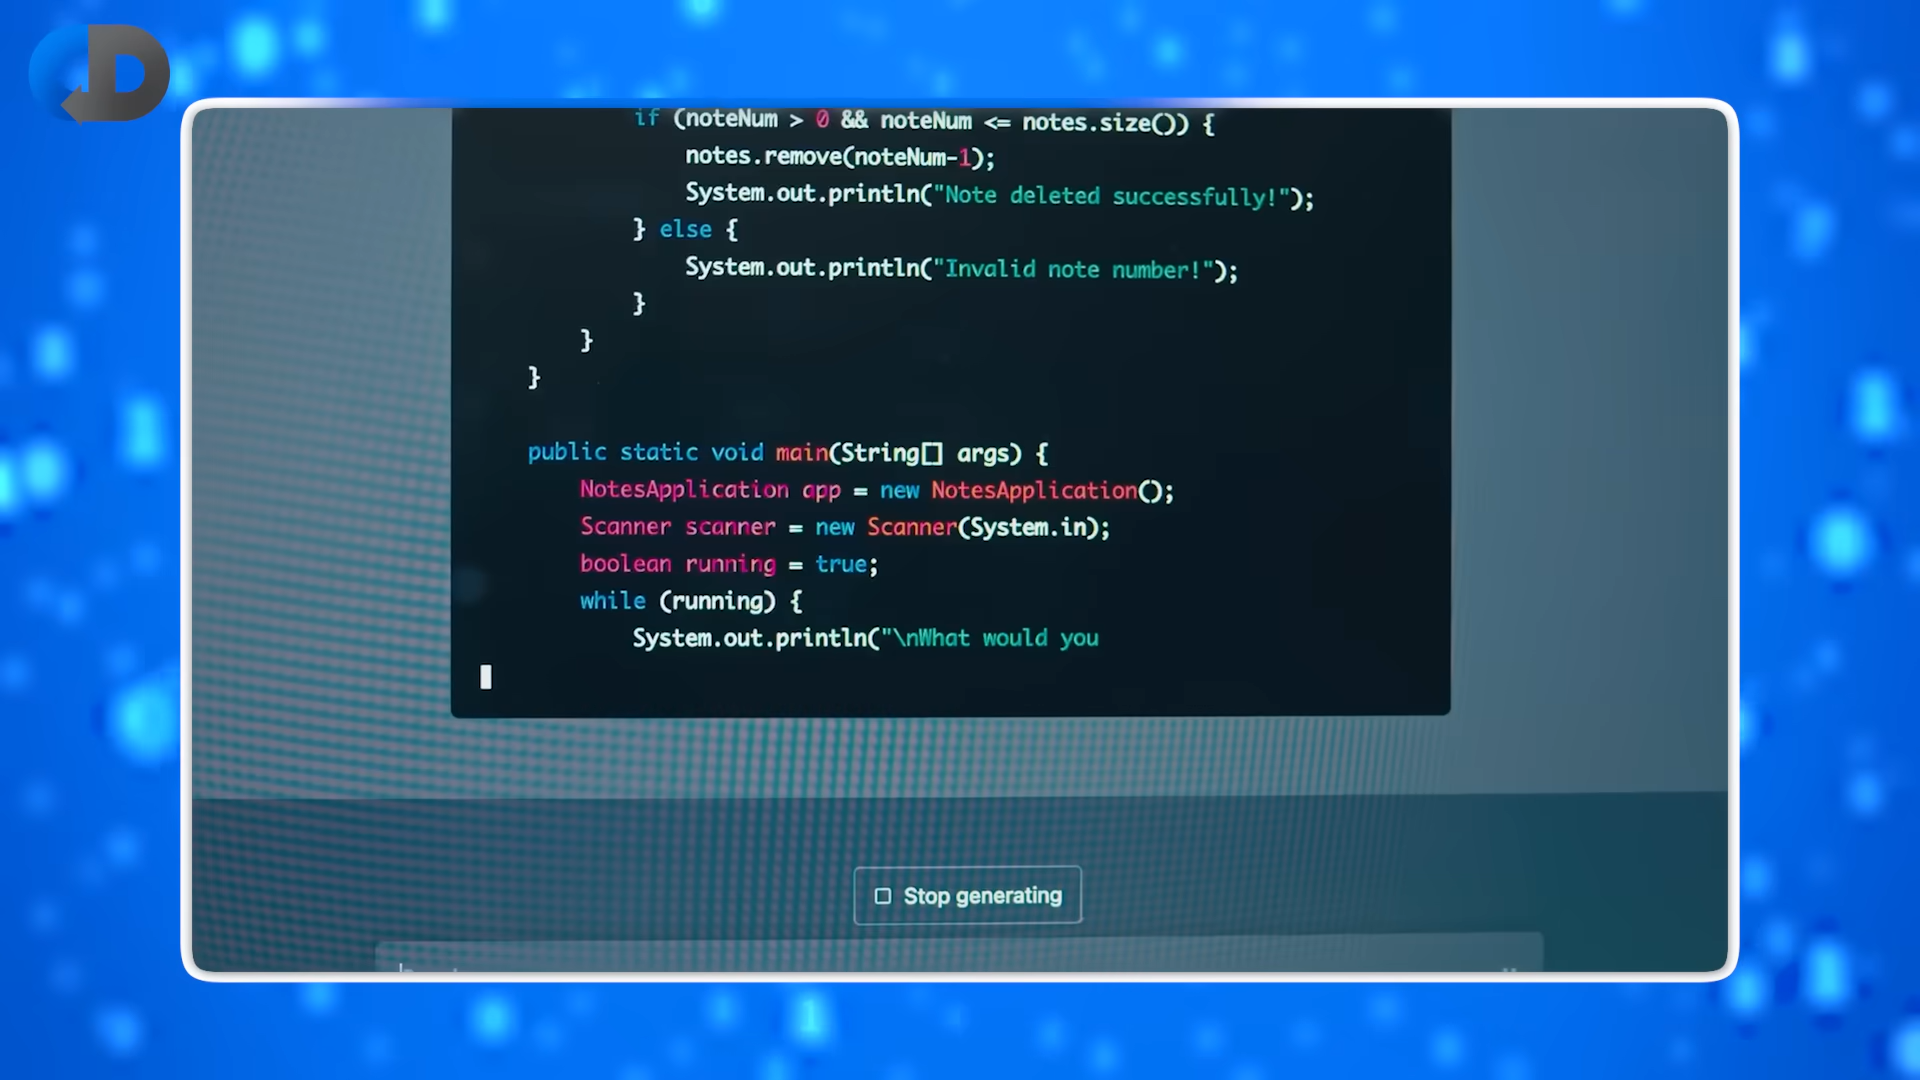 D
if (noteNum > 0 && noteNum <= notes.size()) {
notes.remove(noteNum-1);
System.out.println("Note deleted successfully!");
} else {
System.out.println("Invalid note number!");
}
}
}
public static void main(String[] args) {
NotesApplication app = new NotesApplication();
Scanner scanner = new Scanner(System.in);
boolean running = true;
while (running) {
System.out.println("\nWhat would you
Stop generating